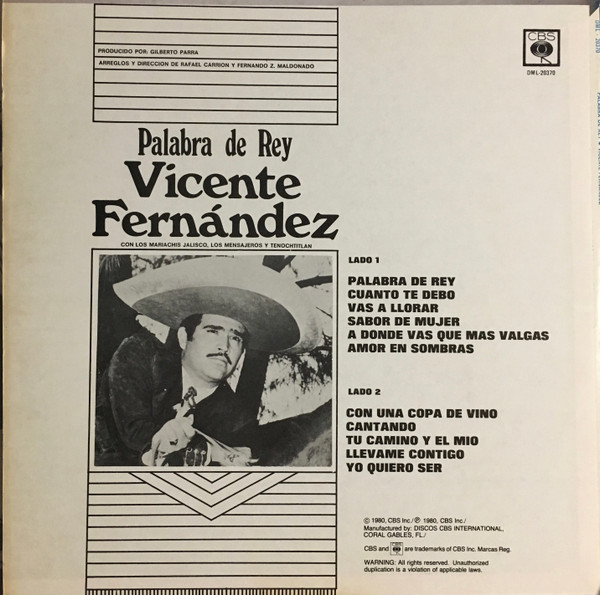 PRODUCIDO POR: GILBERTO PARRA
ARREGLOS Y DIRECCION DE RAFAEL CARRION Y FERNANDO Z. MALDONADO
CBS
DML-20370
Palabra de Rey
Vicente
Fernández
CON LOS MARIACHIS JALISCO, LOS MENSAJEROS Y TENOCHTITLAN
LADO 1
PALABRA DE REY
CUANTO TE DEBO
VAS A LLORAR
SABOR DE MUJER
A DONDE VAS QUE MAS VALGAS
AMOR EN SOMBRAS
LADO 2
CON UNA COPA DE VINO
CANTANDO
TU CAMINO Y EL MIO
LLEVAME CONTIGO
YO QUIERO SER
© 1980, CBS Inc./℗ 1980, CBS Inc./
Manufactured by: DISCOS CBS INTERNATIONAL,
CORAL GABLES, FL./
CBS and are trademarks of CBS Inc. Marcas Reg.
WARNING: All rights reserved. Unauthorized
duplication is a violation of applicable laws.